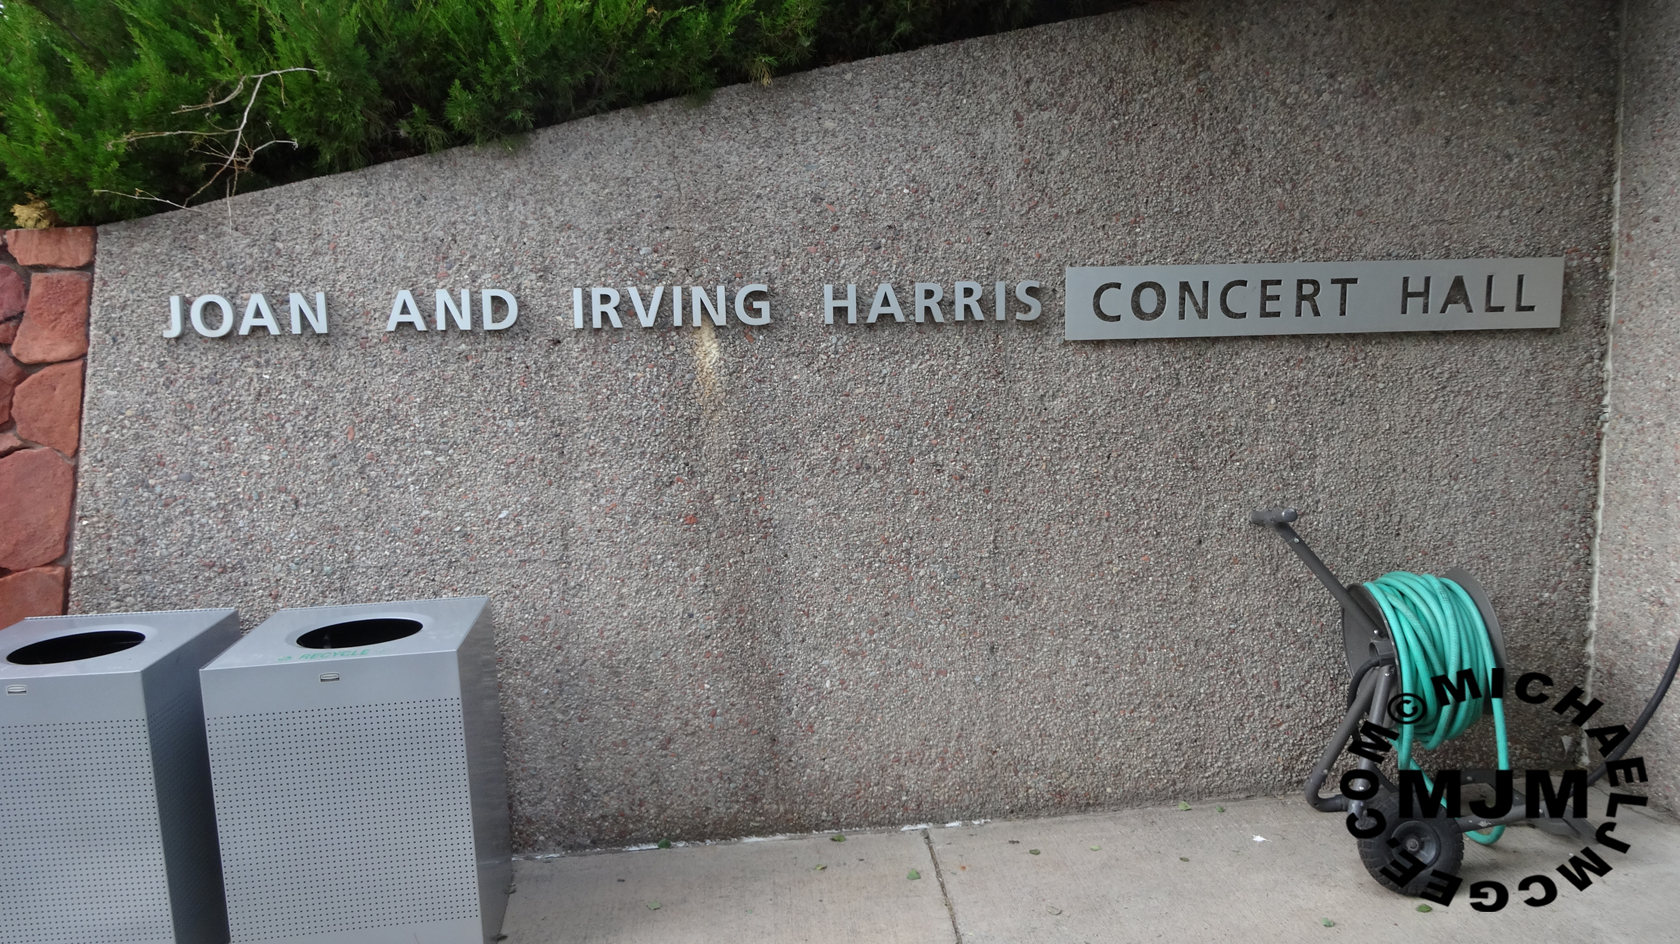 JOAN AND IRVING HARRIS CONCERT HALL
RECYCLE
© MICHAELJMCGEE.COM
MJM